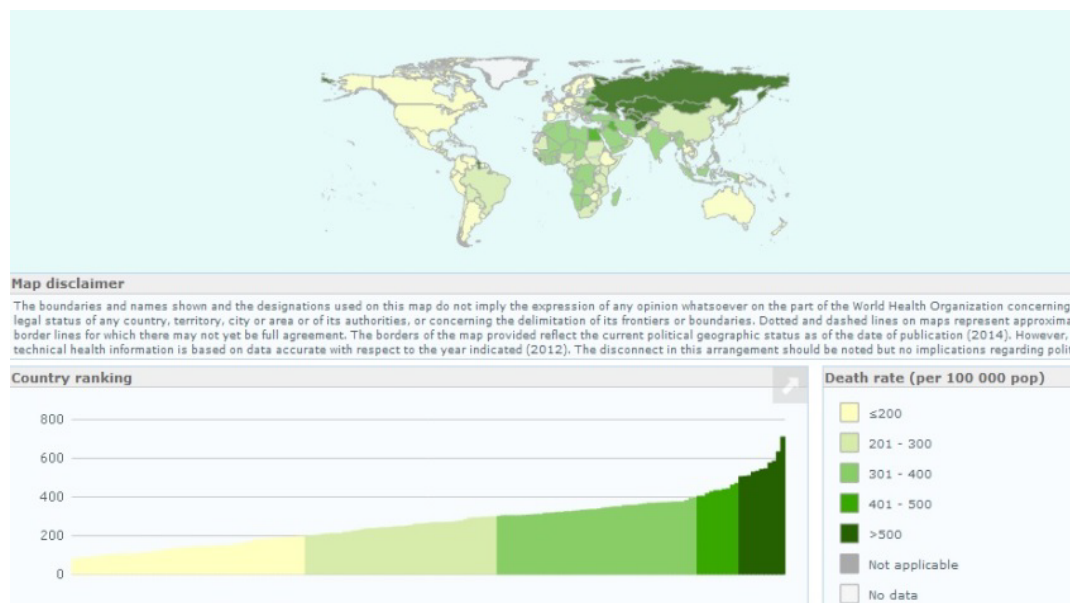 Map disclaimer
The boundaries and names shown and the designations used on this map do not imply the expression of any opinion whatsoever on the part of the World Health Organization concerning
legal status of any country, territory, city or area or of its authorities, or concerning the delimitation of its frontiers or boundaries. Dotted and dashed lines on maps represent approxima
border lines for which there may not yet be full agreement. The borders of the map provided reflect the current political geographic status as of the date of publication (2014). However,
technical health information is based on data accurate with respect to the year indicated (2012). The disconnect in this arrangement should be noted but no implications regarding poli
Country ranking
800
600
400
200
0
Death rate (per 100 000 pop)
≤200
201 - 300
301 - 400
401 - 500
>500
Not applicable
No data